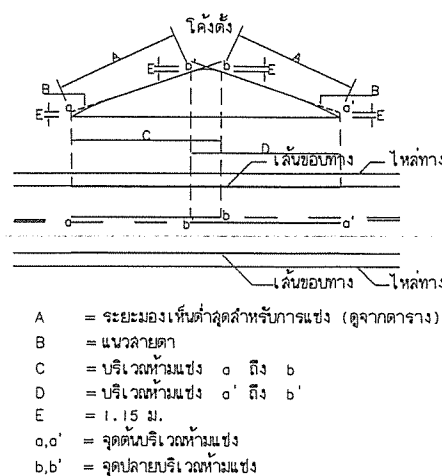 โค้งตั้ง
A
b'
b
A
E
E
B
B
a
a'
E
E
C
D
เส้นขอบทาง
ไหล่ทาง
a
b
b
a'
เส้นขอบทาง
ไหล่ทาง
A = ระยะมองเห็นต่ำสุดสำหรับการแซง (ดูจากตาราง)
B = แนวสายตา
C = บริเวณห้ามแซง a ถึง b
D = บริเวณห้ามแซง a' ถึง b'
E = 1.15 ม.
a,a' = จุดต้นบริเวณห้ามแซง
b,b' = จุดปลายบริเวณห้ามแซง